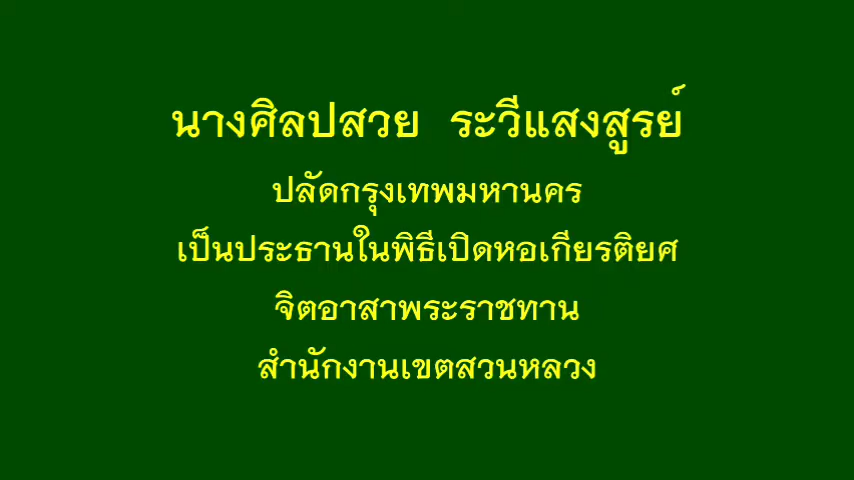 นางศิลปสวย ระวีแสงสูรย์
ปลัดกรุงเทพมหานคร
เป็นประธานในพิธีเปิดหอเกียรติยศ
จิตอาสาพระราชทาน
สำนักงานเขตสวนหลวง